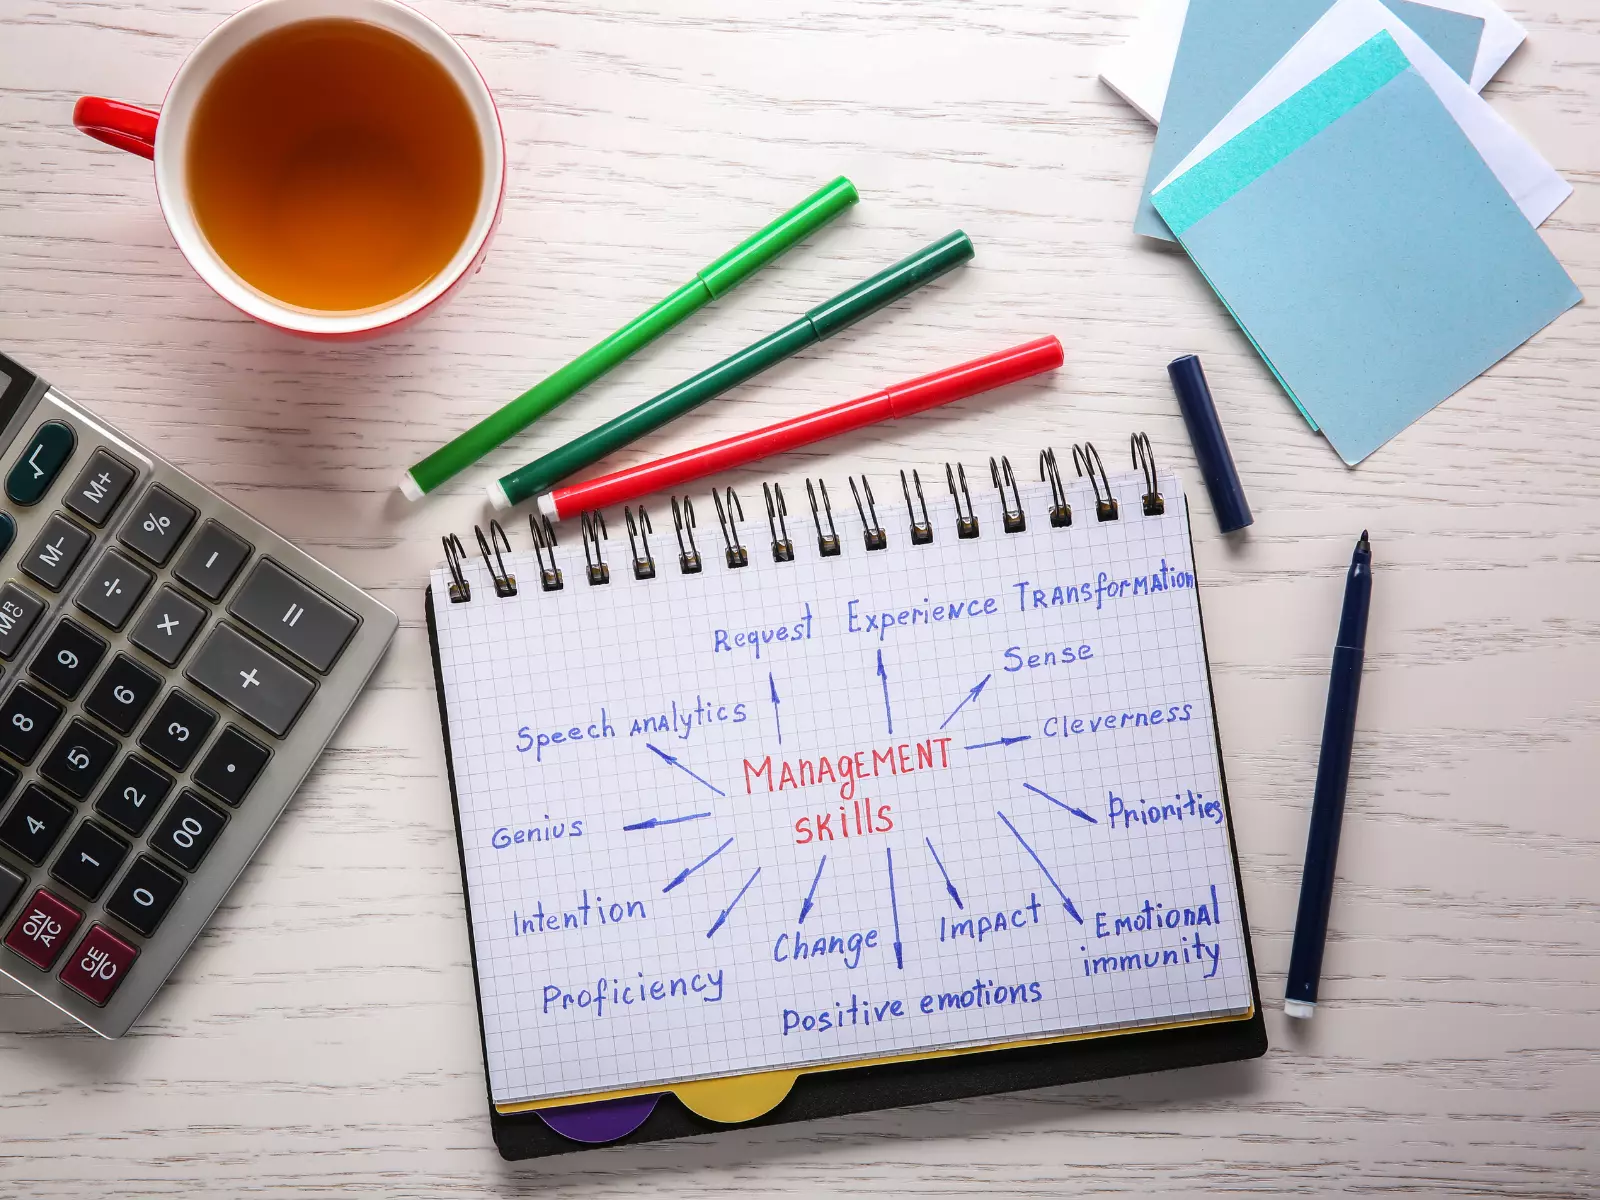 Request
Experience Transformation
Sense
Speech analytics
Cleverness
Management
skills
Genius
Priorities
Intention
Change
Impact
Emotional
immunity
Proficiency
Positive emotions
√
M+
%
−
=
M−
÷
×
+
MRC
9
6
3
.
8
5
2
00
4
1
0
ON/AC
CE/C